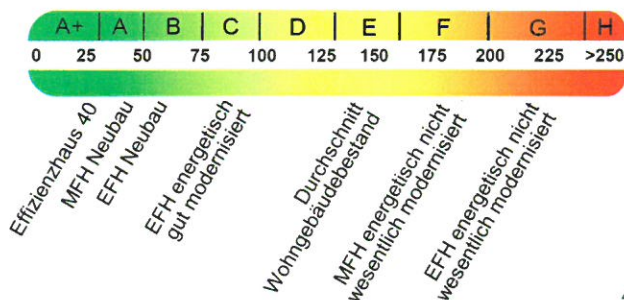 A+ A B C D E F G H
0 25 50 75 100 125 150 175 200 225 >250
Effizienzhaus 40
MFH Neubau
EFH Neubau
EFH energetisch
gut modernisiert
Durchschnitt
Wohngebäudebestand
MFH energetisch nicht
wesentlich modernisiert
EFH energetisch nicht
wesentlich modernisiert